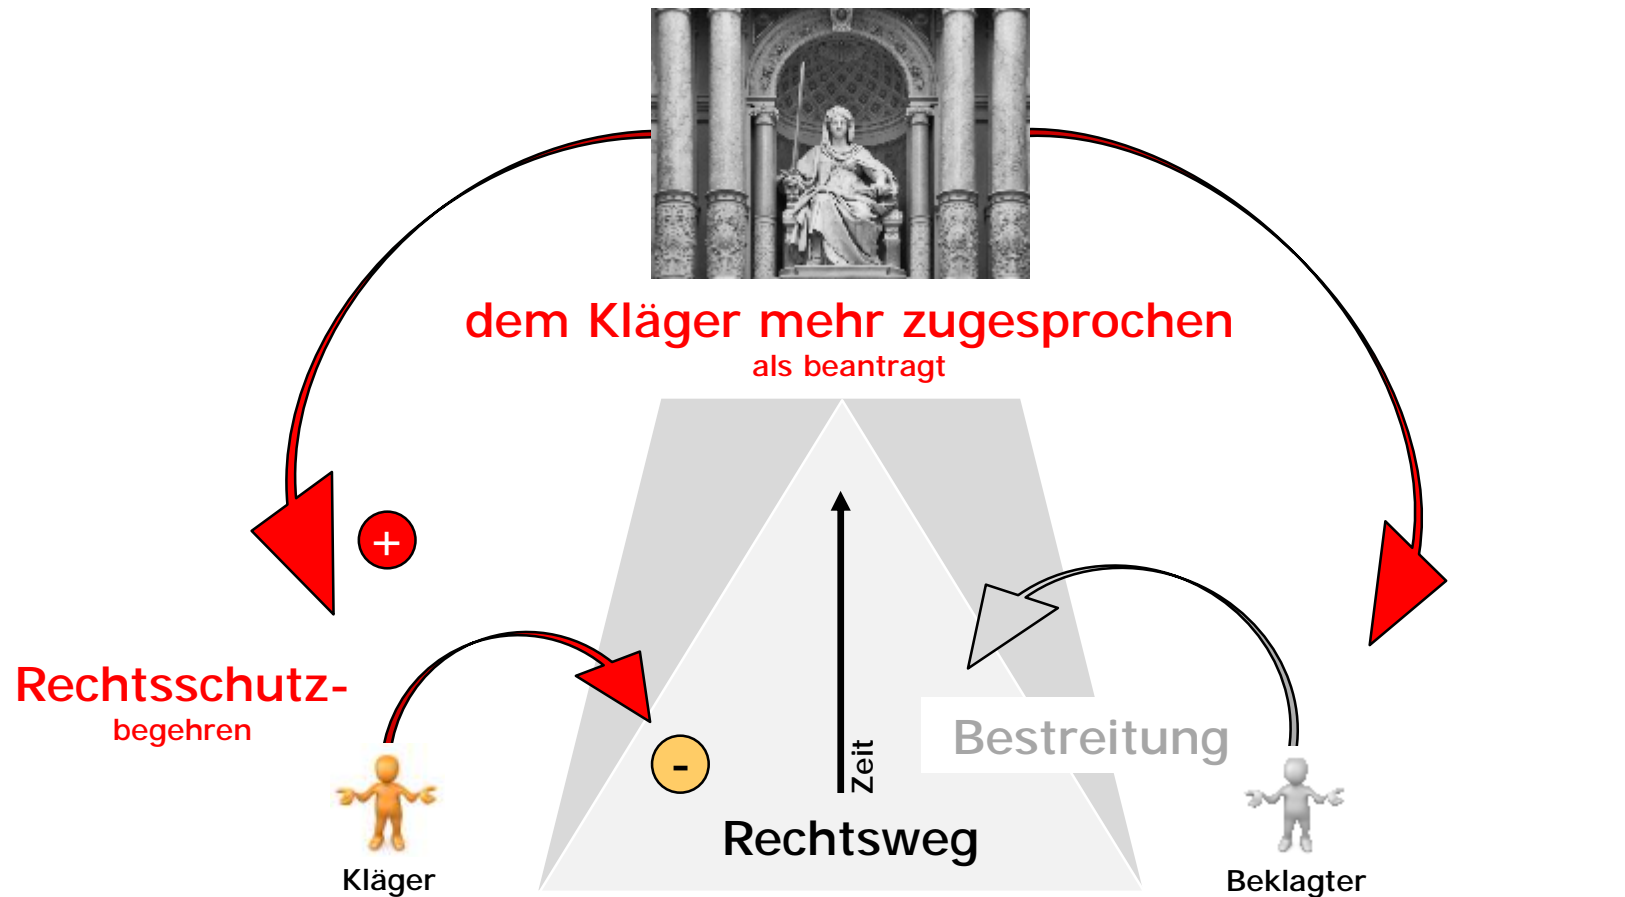 dem Kläger mehr zugesprochen
als beantragt
+
Rechtsschutz-
begehren
-
Zeit
Bestreitung
Rechtsweg
Kläger
Beklagter